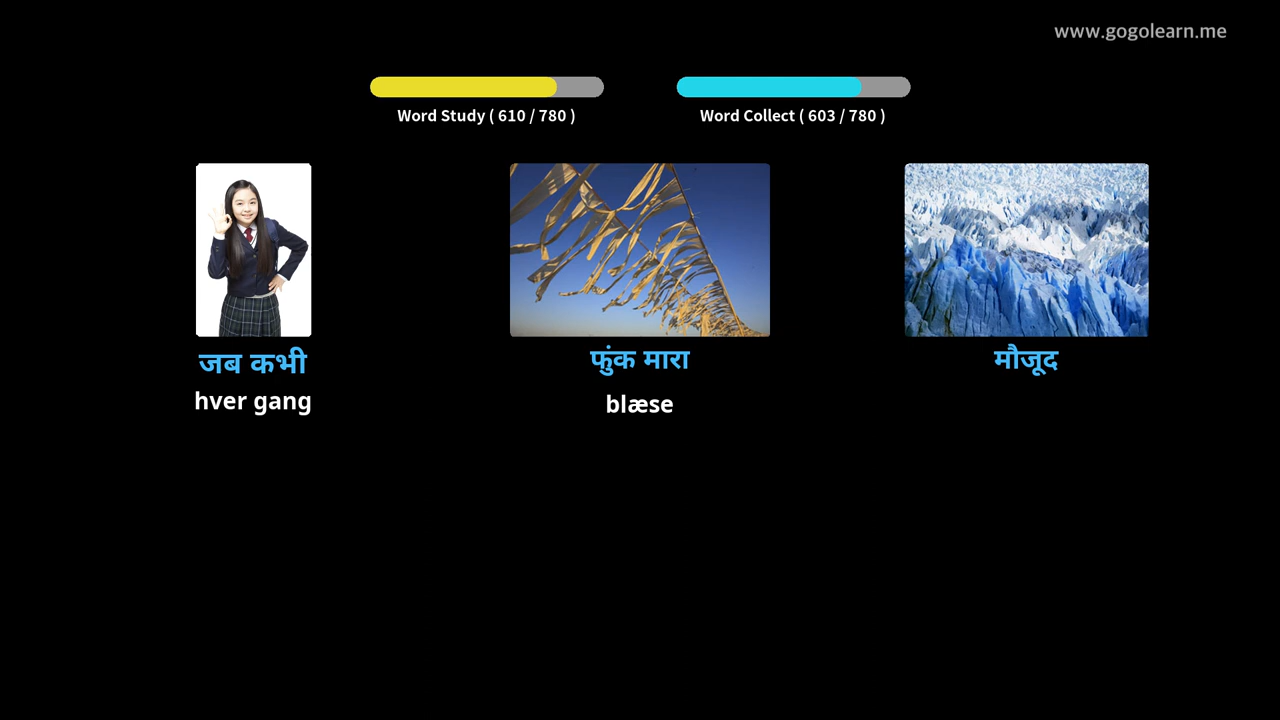 www.gogolearn.me
Word Study ( 610 / 780 )
Word Collect ( 603 / 780 )
जब कभी
फुंक मारा
मौजूद
hver gang
blæse